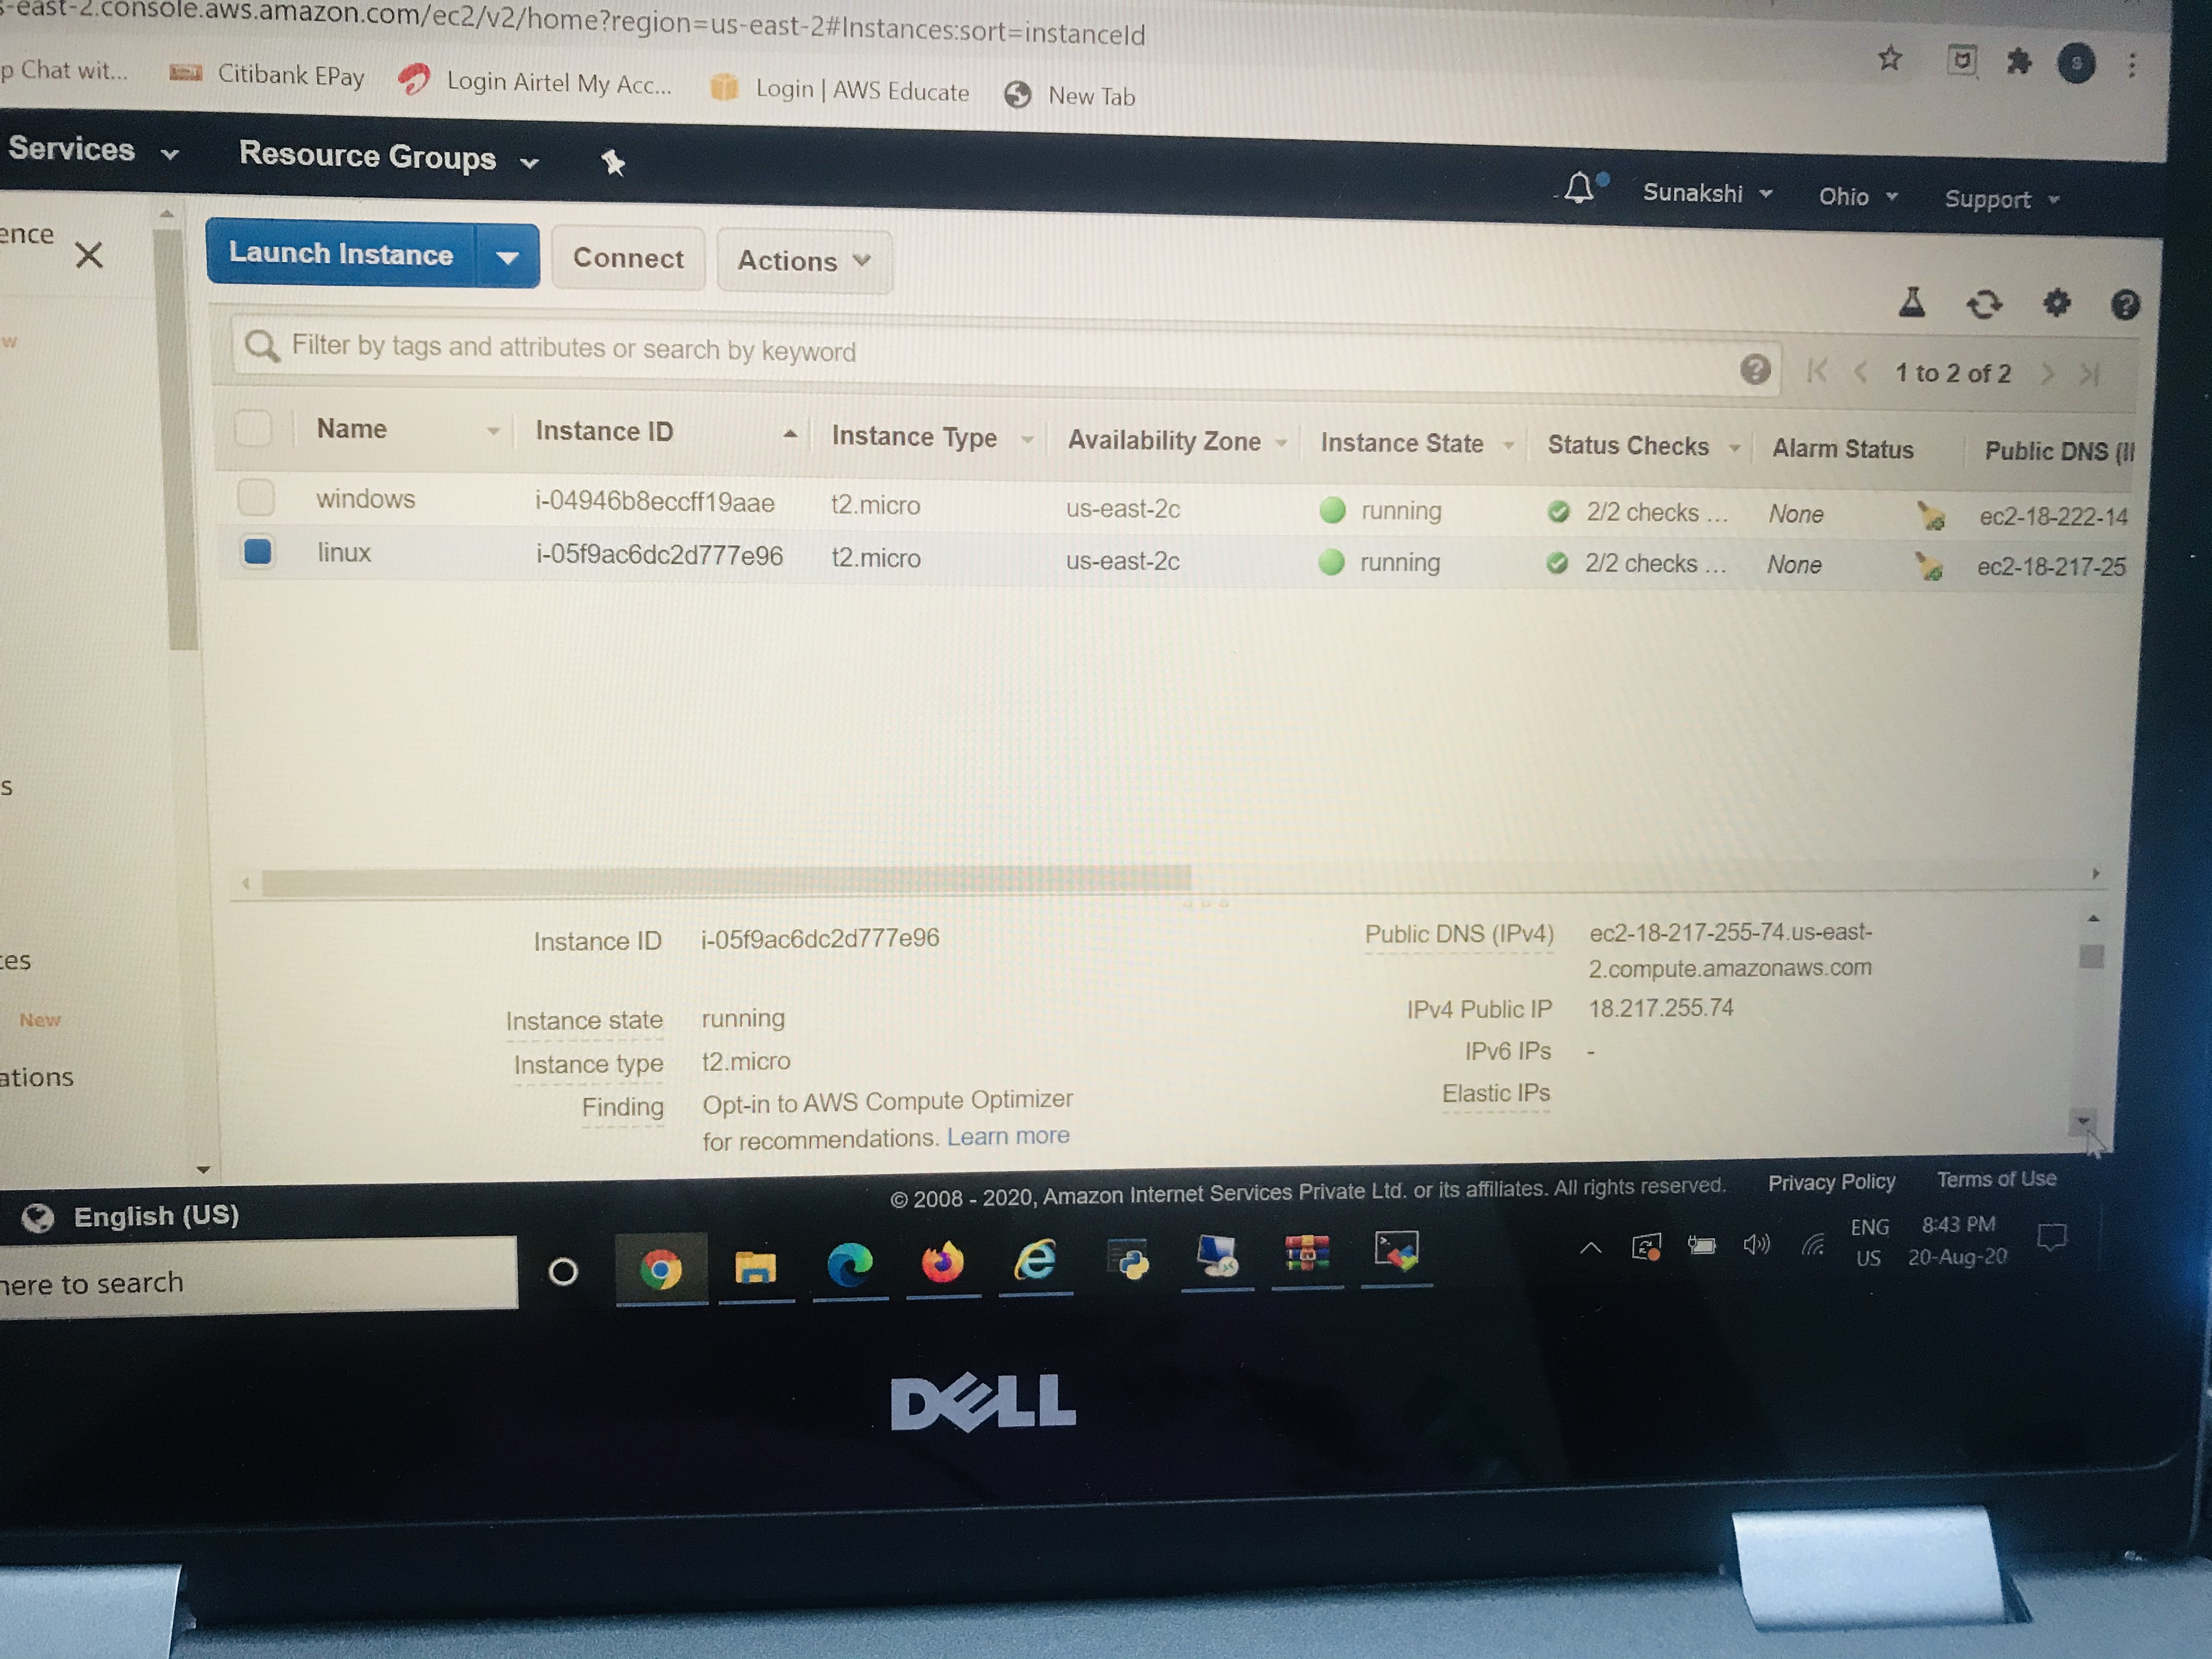 s-east-2.console.aws.amazon.com/ec2/v2/home?region=us-east-2#Instances:sort=instanceId
p Chat wit... Citibank EPay Login Airtel My Acc... Login | AWS Educate New Tab S
Services Resource Groups Sunakshi Ohio Support
ence
Launch Instance Connect Actions
w
Filter by tags and attributes or search by keyword 1 to 2 of 2
Name Instance ID Instance Type Availability Zone Instance State Status Checks Alarm Status Public DNS (I
windows i-04946b8eccff19aae t2.micro us-east-2c running 2/2 checks ... None ec2-18-222-14
linux i-05f9ac6dc2d777e96 t2.micro us-east-2c running 2/2 checks ... None ec2-18-217-25
s
Instance ID i-05f9ac6dc2d777e96 Public DNS (IPv4) ec2-18-217-255-74.us-east-
2.compute.amazonaws.com
ces
New
Instance state running IPv4 Public IP 18.217.255.74
Instance type t2.micro IPv6 IPs -
ations
Finding Opt-in to AWS Compute Optimizer Elastic IPs
for recommendations. Learn more
English (US) © 2008 - 2020, Amazon Internet Services Private Ltd. or its affiliates. All rights reserved. Privacy Policy Terms of Use
here to search ENG 8:43 PM
US 20-Aug-20
DELL